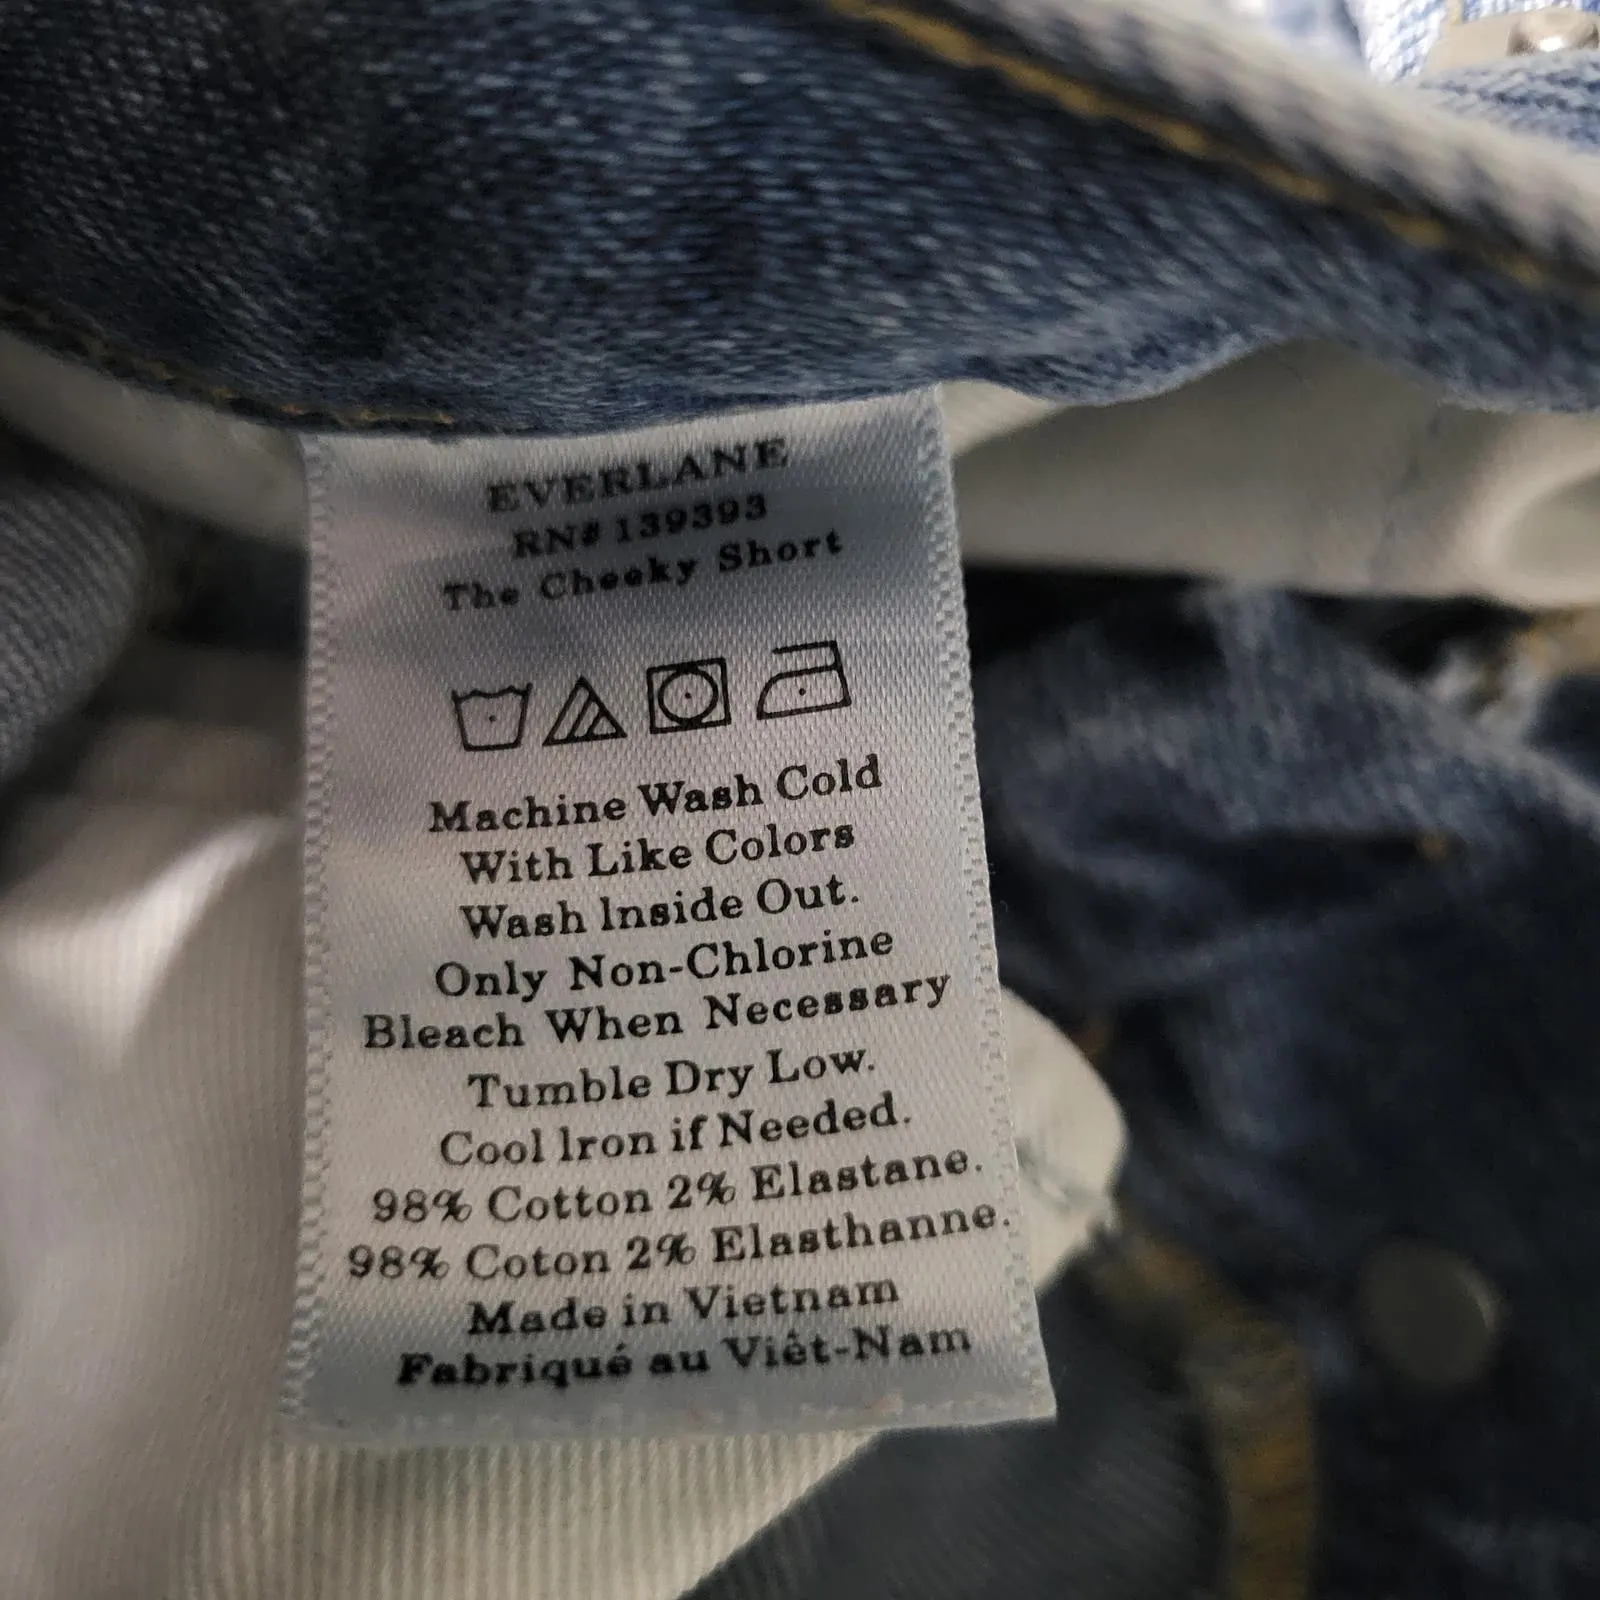 EVERLANE
RN# 139393
The Cheeky Short
Machine Wash Cold
With Like Colors
Wash Inside Out.
Only Non-Chlorine
Bleach When Necessary
Tumble Dry Low.
Cool Iron if Needed.
98% Cotton 2% Elastane.
98% Coton 2% Elasthanne.
Made in Vietnam
Fabriqué au Viêt-Nam